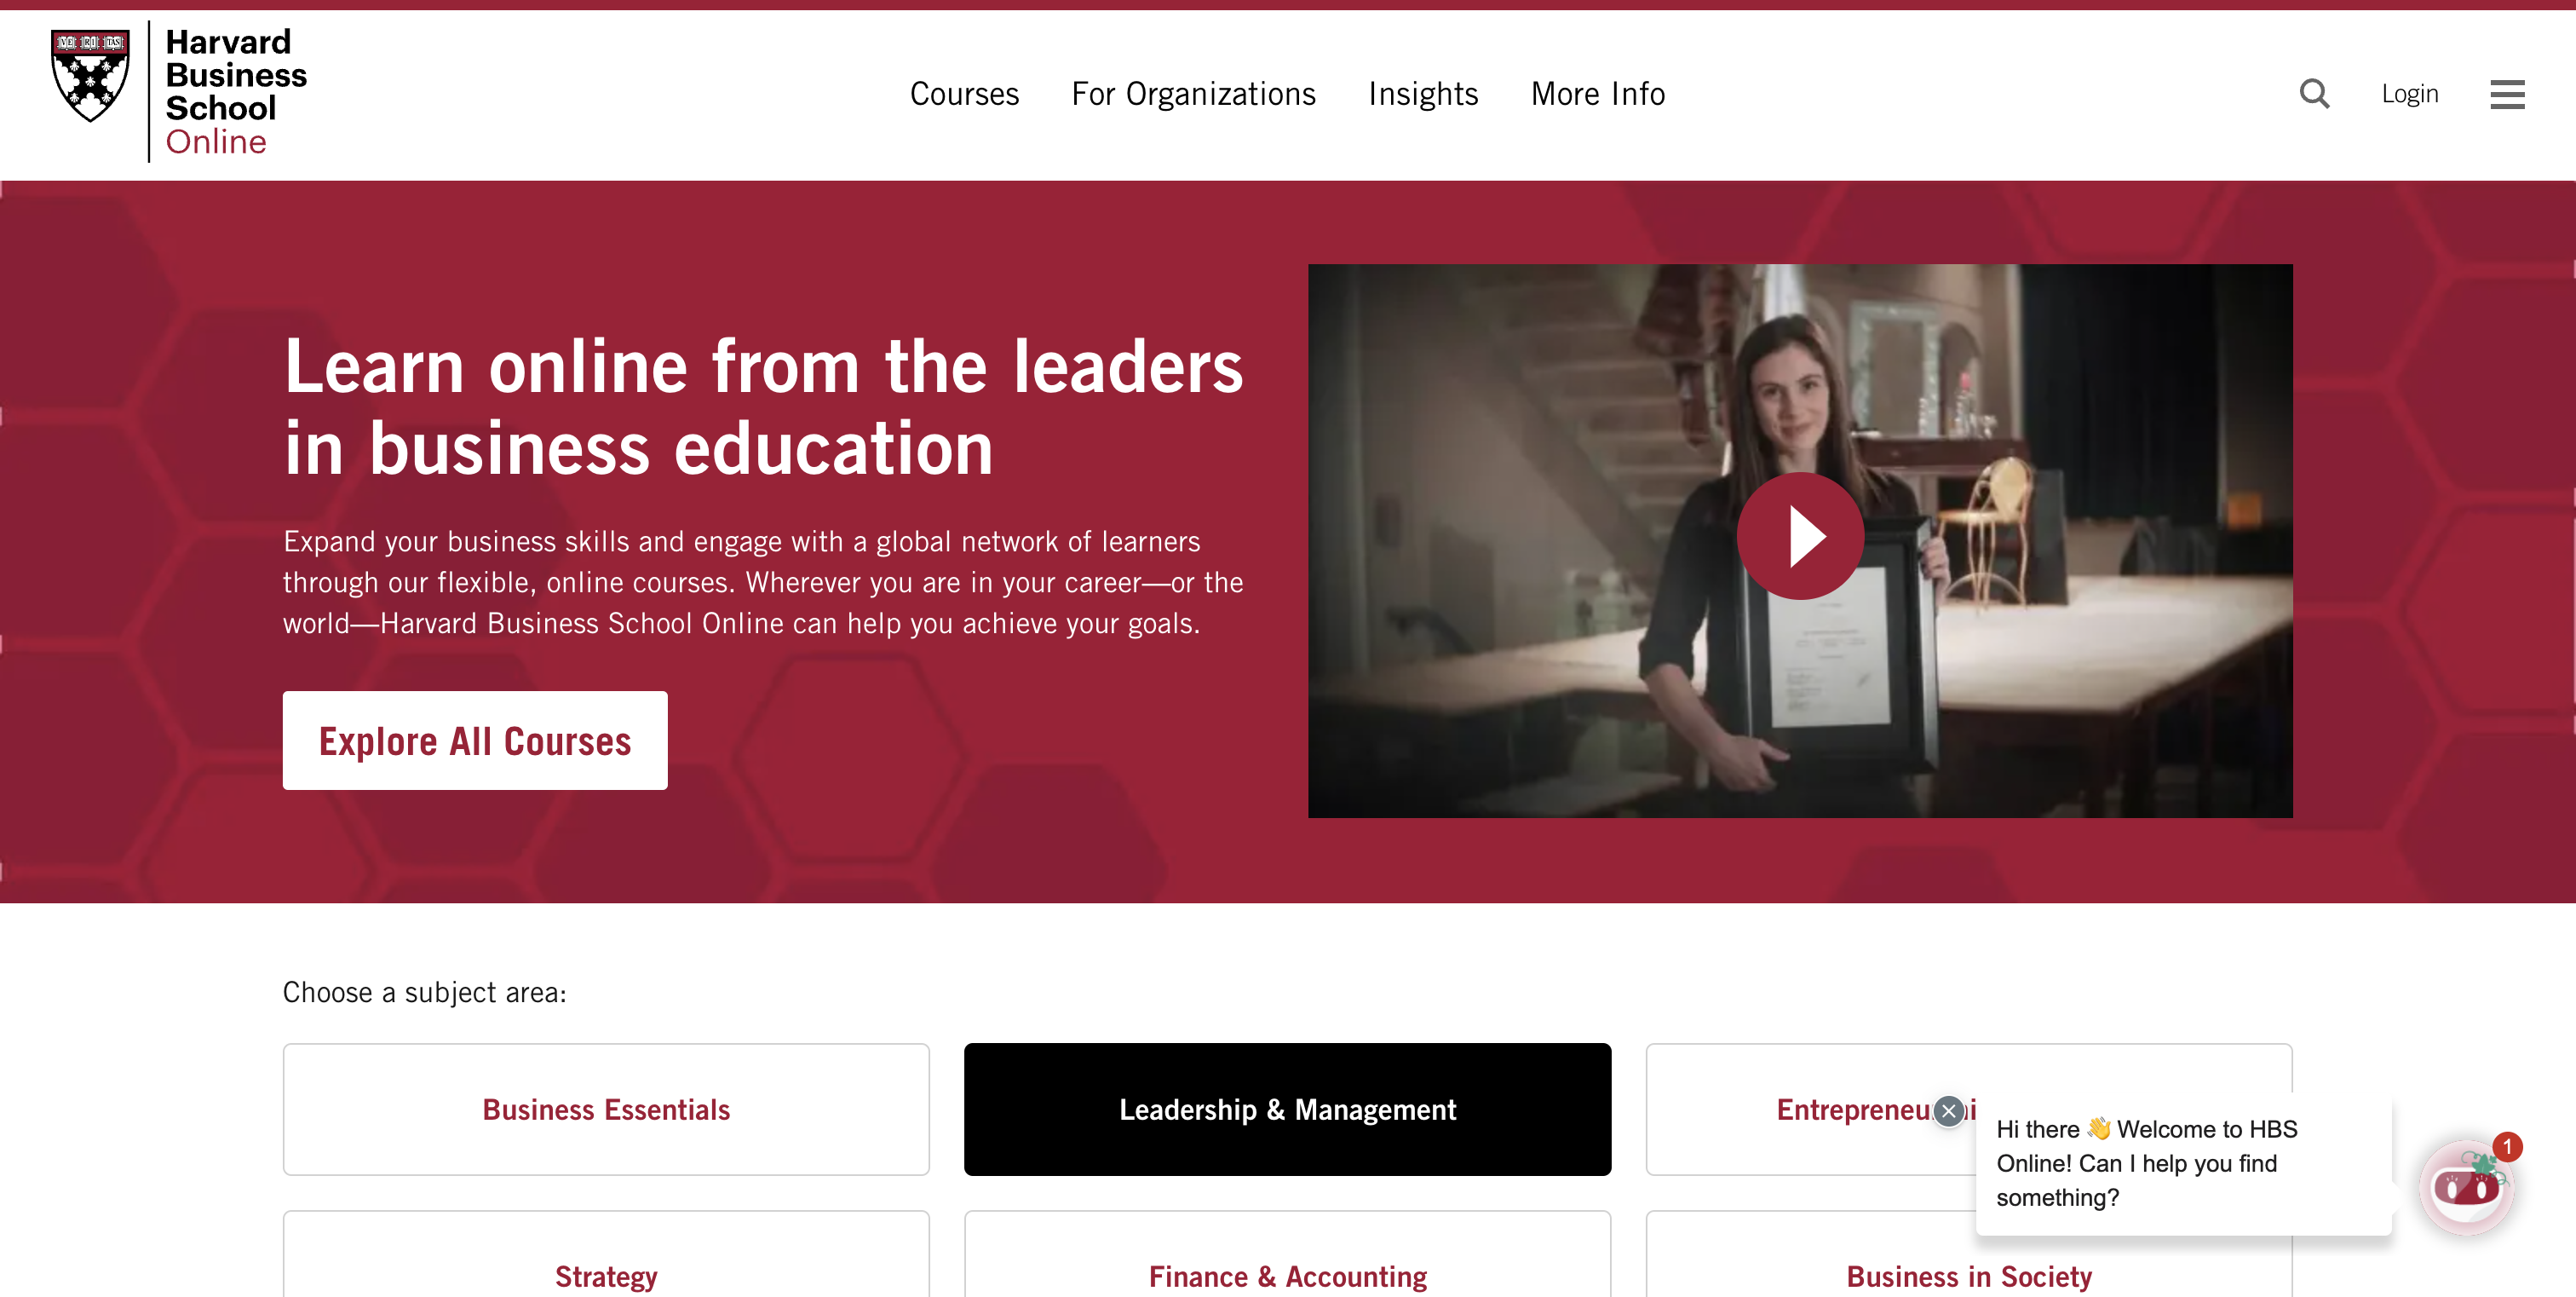 VE RI TAS
Harvard
Business
School
Online
Courses
For Organizations
Insights
More Info
Login
Learn online from the leaders
in business education
Expand your business skills and engage with a global network of learners
through our flexible, online courses. Wherever you are in your career—or the
world—Harvard Business School Online can help you achieve your goals.
Explore All Courses
Choose a subject area:
Business Essentials
Leadership & Management
Strategy
Finance & Accounting
Business in Society
Hi there 👋 Welcome to HBS
Online! Can I help you find
something?
1